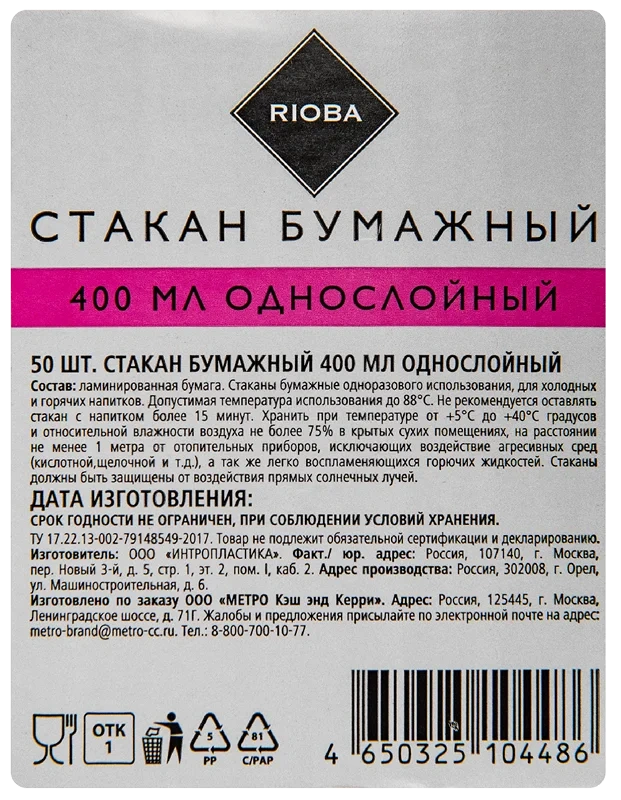 RIOBA
СТАКАН БУМАЖНЫЙ
400 МЛ ОДНОСЛОЙНЫЙ
50 ШТ. СТАКАН БУМАЖНЫЙ 400 МЛ ОДНОСЛОЙНЫЙ
Состав: ламинированная бумага. Стаканы бумажные одноразового использования, для холодных
и горячих напитков. Допустимая температура использования до 88°С. Не рекомендуется оставлять
стакан с напитком более 15 минут. Хранить при температуре от +5°С до +40°С градусов
и относительной влажности воздуха не более 75% в крытых сухих помещениях, на расстоянии
не менее 1 метра от отопительных приборов, исключающих воздействие агресивных сред
(кислотной,щелочной и т.д.), а так же легко воспламеняющихся горючих жидкостей. Стаканы
должны быть защищены от воздействия прямых солнечных лучей.
ДАТА ИЗГОТОВЛЕНИЯ:
СРОК ГОДНОСТИ НЕ ОГРАНИЧЕН, ПРИ СОБЛЮДЕНИИ УСЛОВИЙ ХРАНЕНИЯ.
ТУ 17.22.13-002-79148549-2017. Товар не подлежит обязательной сертификации и декларированию.
Изготовитель: ООО «ИНТРОПЛАСТИКА». Факт./ юр. адрес: Россия, 107140, г. Москва,
пер. Новый 3-й, д. 5, стр. 1, эт. 2, пом. I, каб. 2. Адрес производства: Россия, 302008, г. Орел,
ул. Машиностроительная, д. 6.
Изготовлено по заказу ООО «МЕТРО Кэш энд Керри». Адрес: Россия, 125445, г. Москва,
Ленинградское шоссе, д. 71Г. Жалобы и предложения присылайте по электронной почте на адрес:
metro-brand@metro-cc.ru. Тел.: 8-800-700-10-77.
ОТК
1
5
PP
81
C/PAP
4 650325 104486